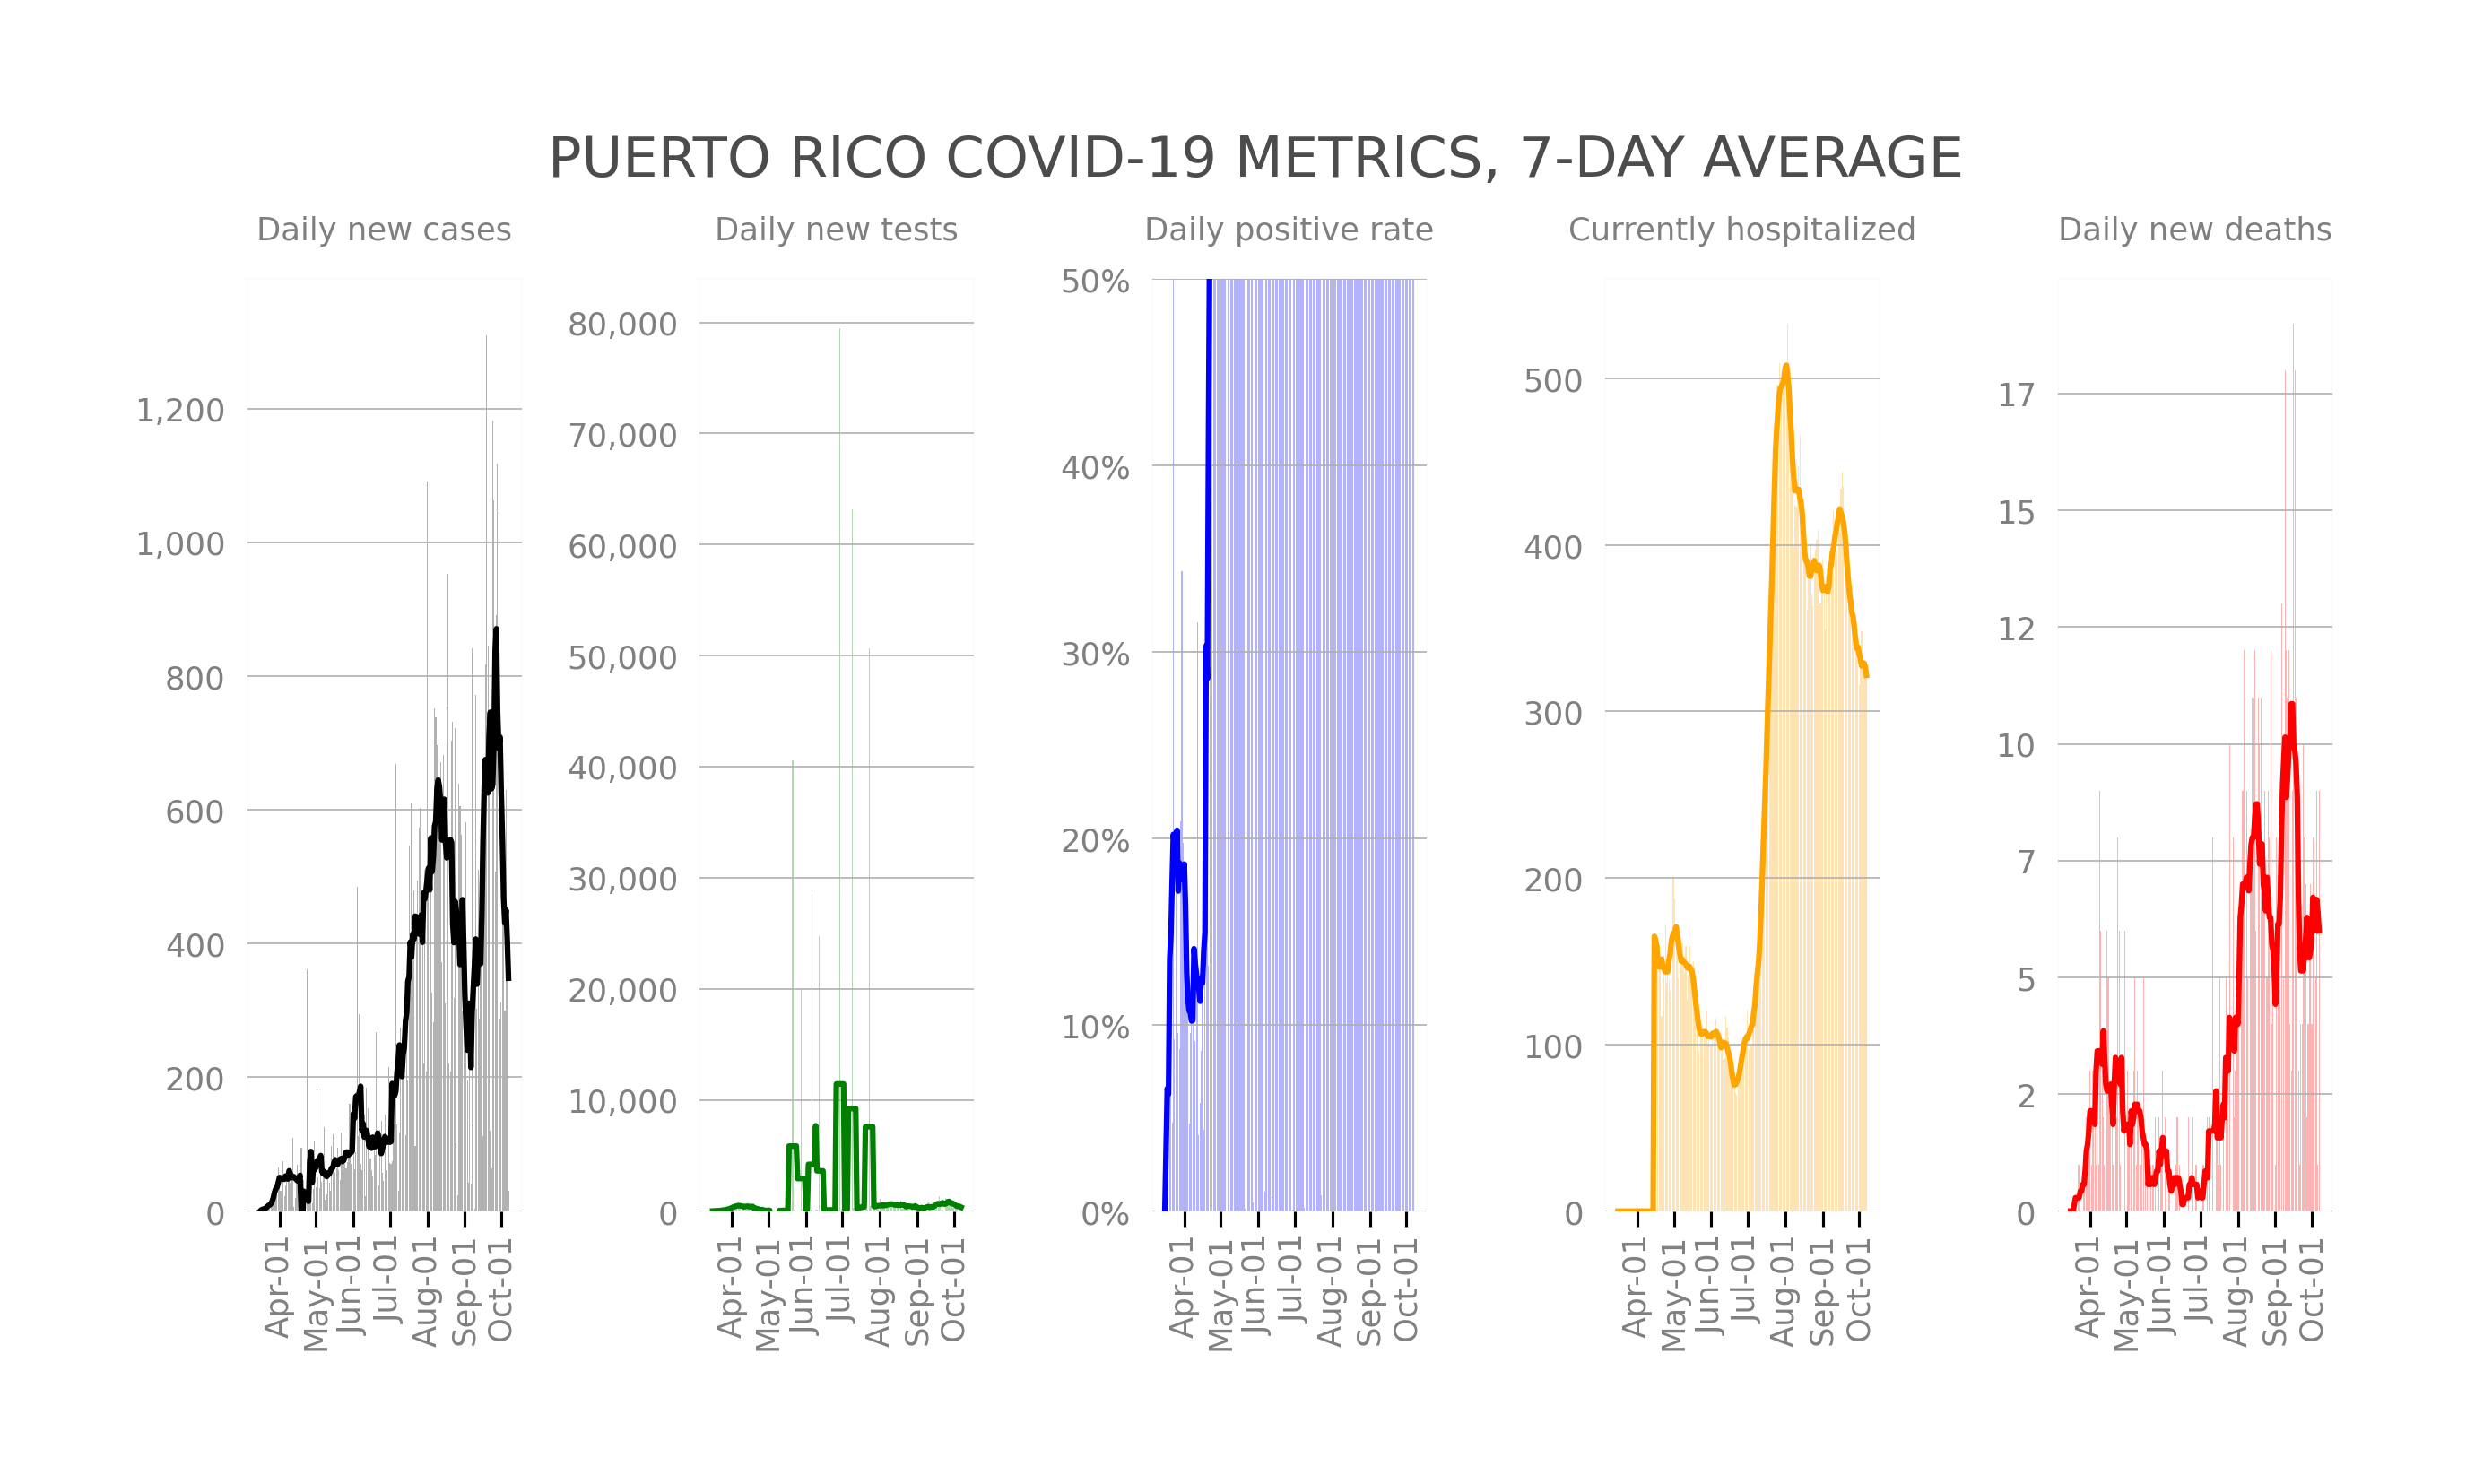 PUERTO RICO COVID-19 METRICS, 7-DAY AVERAGE
Daily new cases
1,200
1,000
800
600
400
200
0
Apr-01
May-01
Jun-01
Jul-01
Aug-01
Sep-01
Oct-01
Daily new tests
80,000
70,000
60,000
50,000
40,000
30,000
20,000
10,000
0
Apr-01
May-01
Jun-01
Jul-01
Aug-01
Sep-01
Oct-01
Daily positive rate
50%
40%
30%
20%
10%
0%
Apr-01
May-01
Jun-01
Jul-01
Aug-01
Sep-01
Oct-01
Currently hospitalized
500
400
300
200
100
0
Apr-01
May-01
Jun-01
Jul-01
Aug-01
Sep-01
Oct-01
Daily new deaths
17
15
12
10
7
5
2
0
Apr-01
May-01
Jun-01
Jul-01
Aug-01
Sep-01
Oct-01